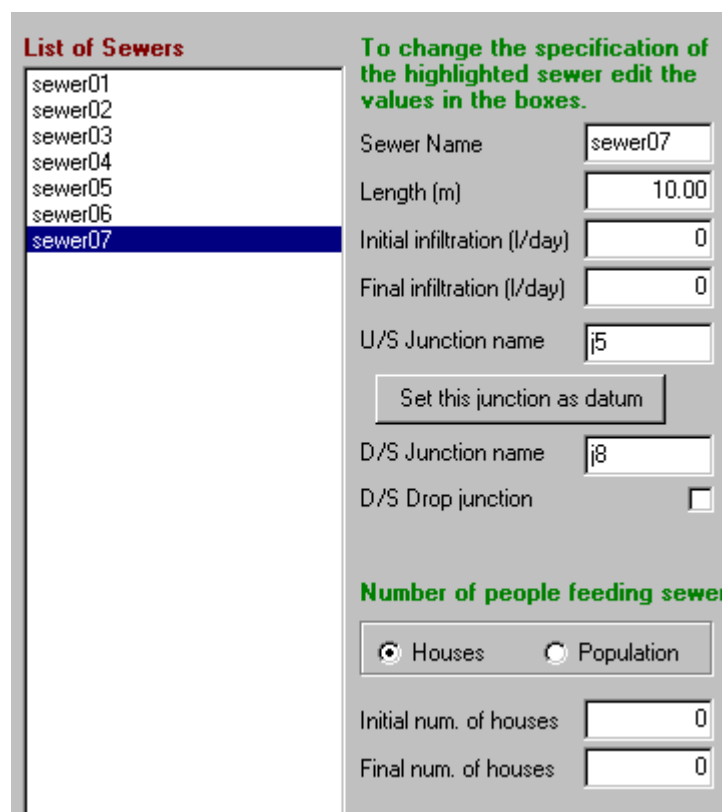 List of Sewers
sewer01
sewer02
sewer03
sewer04
sewer05
sewer06
sewer07
To change the specification of
the highlighted sewer edit the
values in the boxes.
Sewer Name sewer07
Length (m) 10.00
Initial infiltration (l/day) 0
Final infiltration (l/day) 0
U/S Junction name j5
Set this junction as datum
D/S Junction name j8
D/S Drop junction
Number of people feeding sewer
Houses Population
Initial num. of houses 0
Final num. of houses 0